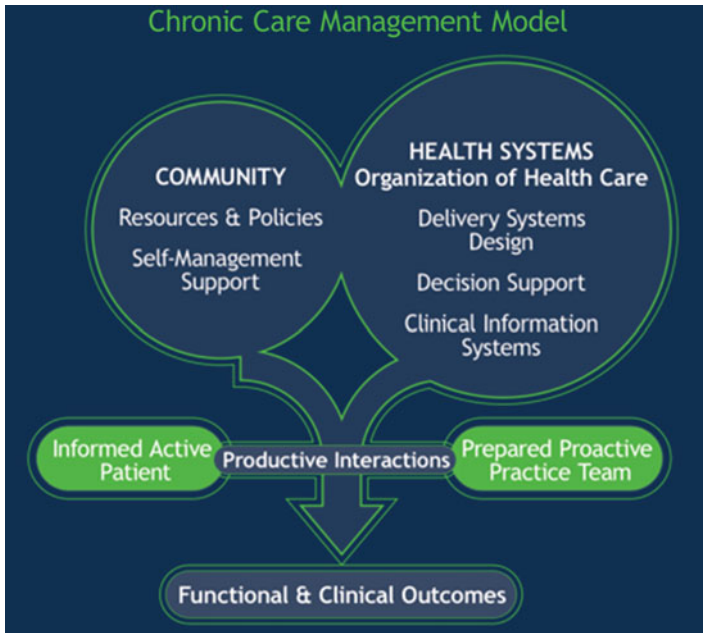 Chronic Care Management Model
COMMUNITY
Resources & Policies
Self-Management
Support
HEALTH SYSTEMS
Organization of Health Care
Delivery Systems
Design
Decision Support
Clinical Information
Systems
Informed Active
Patient
Productive Interactions
Prepared Proactive
Practice Team
Functional & Clinical Outcomes